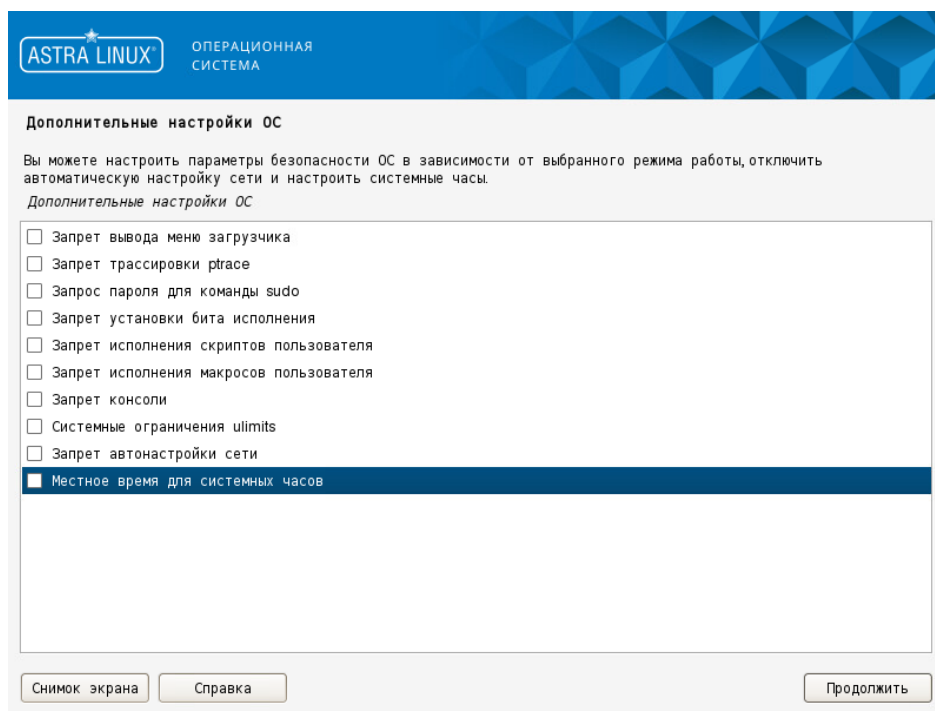 ASTRA LINUX®
ОПЕРАЦИОННАЯ
СИСТЕМА
Дополнительные настройки ОС
Вы можете настроить параметры безопасности ОС в зависимости от выбранного режима работы, отключить
автоматическую настройку сети и настроить системные часы.
Дополнительные настройки ОС
Запрет вывода меню загрузчика
Запрет трассировки ptrace
Запрос пароля для команды sudo
Запрет установки бита исполнения
Запрет исполнения скриптов пользователя
Запрет исполнения макросов пользователя
Запрет консоли
Системные ограничения ulimits
Запрет автонастройки сети
Местное время для системных часов
Снимок экрана
Справка
Продолжить